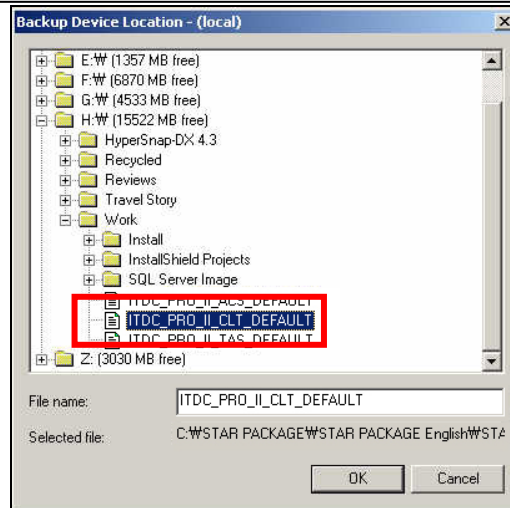 Backup Device Location - (local)
E:₩ (1357 MB free)
F:₩ (6870 MB free)
G:₩ (4533 MB free)
H:₩ (15522 MB free)
HyperSnap-DX 4.3
Recycled
Reviews
Travel Story
Work
Install
InstallShield Projects
SQL Server Image
ITDC_PRO_II_ACS_DEFAULT
ITDC_PRO_II_CLT_DEFAULT
ITDC_PRO_II_TAS_DEFAULT
Z: (3030 MB free)
File name: ITDC_PRO_II_CLT_DEFAULT
Selected file: C:₩STAR PACKAGE₩STAR PACKAGE English₩STA
OK Cancel